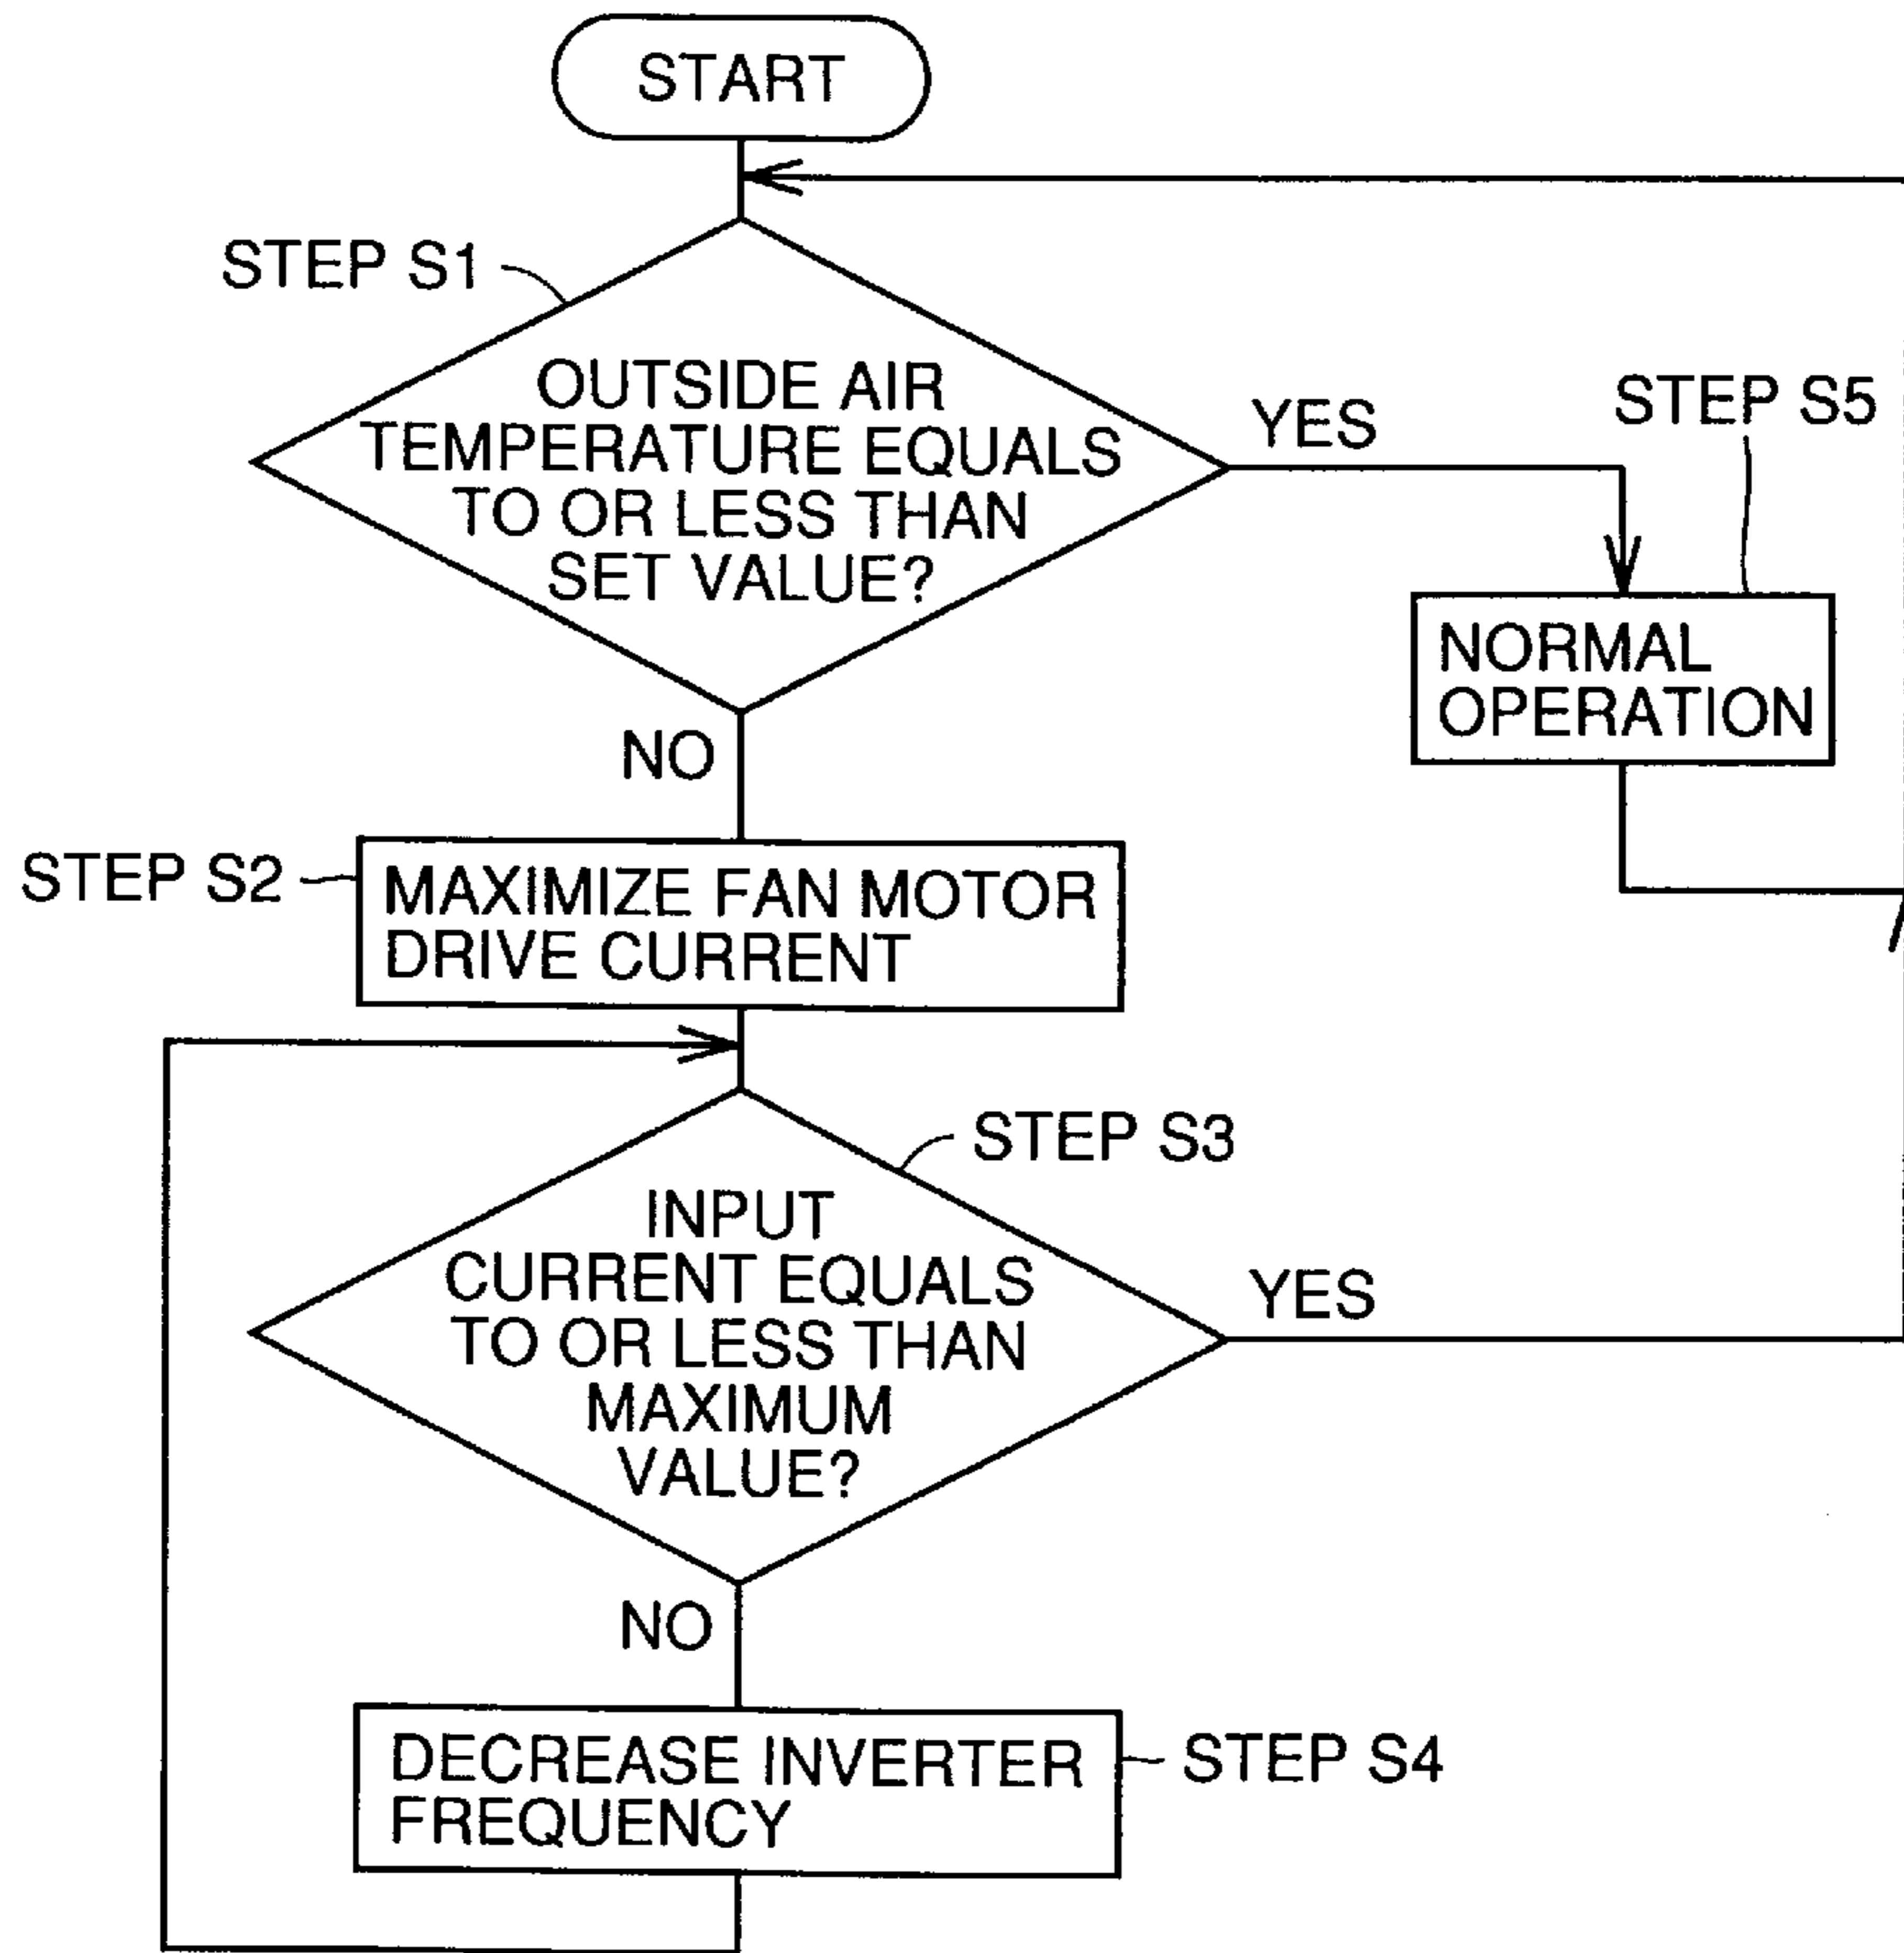 START
STEP S1
OUTSIDE AIR
TEMPERATURE EQUALS
TO OR LESS THAN
SET VALUE?
YES
STEP S5
NORMAL
OPERATION
NO
STEP S2
MAXIMIZE FAN MOTOR
DRIVE CURRENT
STEP S3
INPUT
CURRENT EQUALS
TO OR LESS THAN
MAXIMUM
VALUE?
YES
NO
DECREASE INVERTER
FREQUENCY
STEP S4